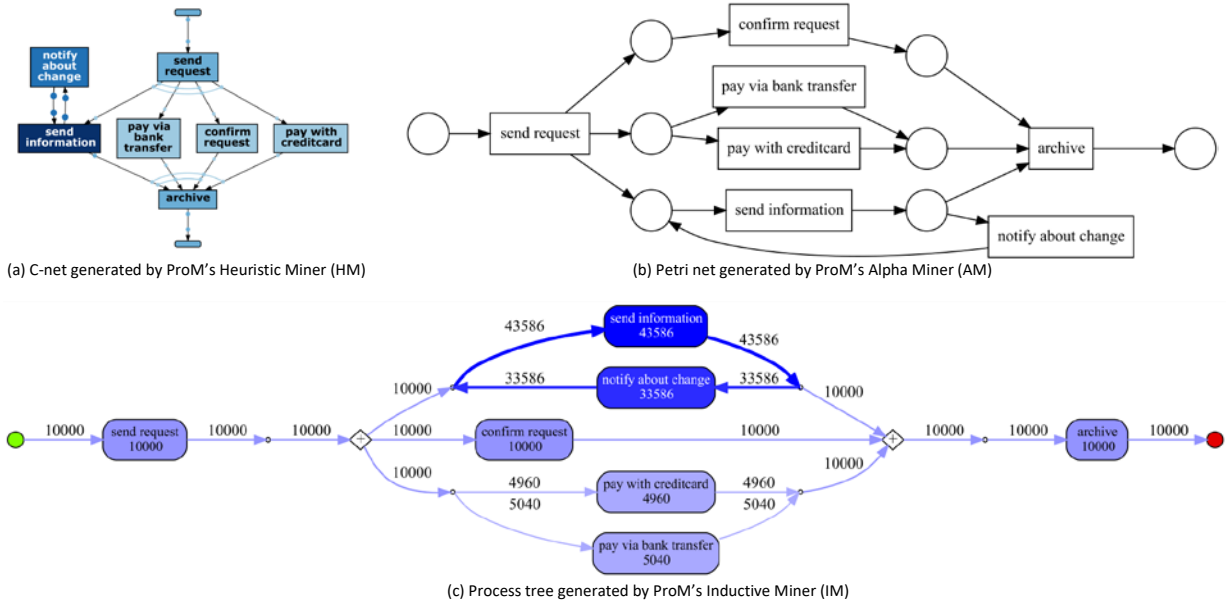 notify
about
change
send
request
send
information
pay via
bank
transfer
confirm
request
pay with
creditcard
archive
(a) C-net generated by ProM's Heuristic Miner (HM)
confirm request
pay via bank transfer
send request
pay with creditcard
archive
send information
notify about change
(b) Petri net generated by ProM's Alpha Miner (AM)
43586
send information
43586
43586
10000
33586
notify about change
33586
33586
10000
10000
send request
10000
10000
10000
+
10000
confirm request
10000
10000
+
10000
10000
archive
10000
10000
10000
4960
5040
pay with creditcard
4960
4960
5040
10000
pay via bank transfer
5040
(c) Process tree generated by ProM's Inductive Miner (IM)